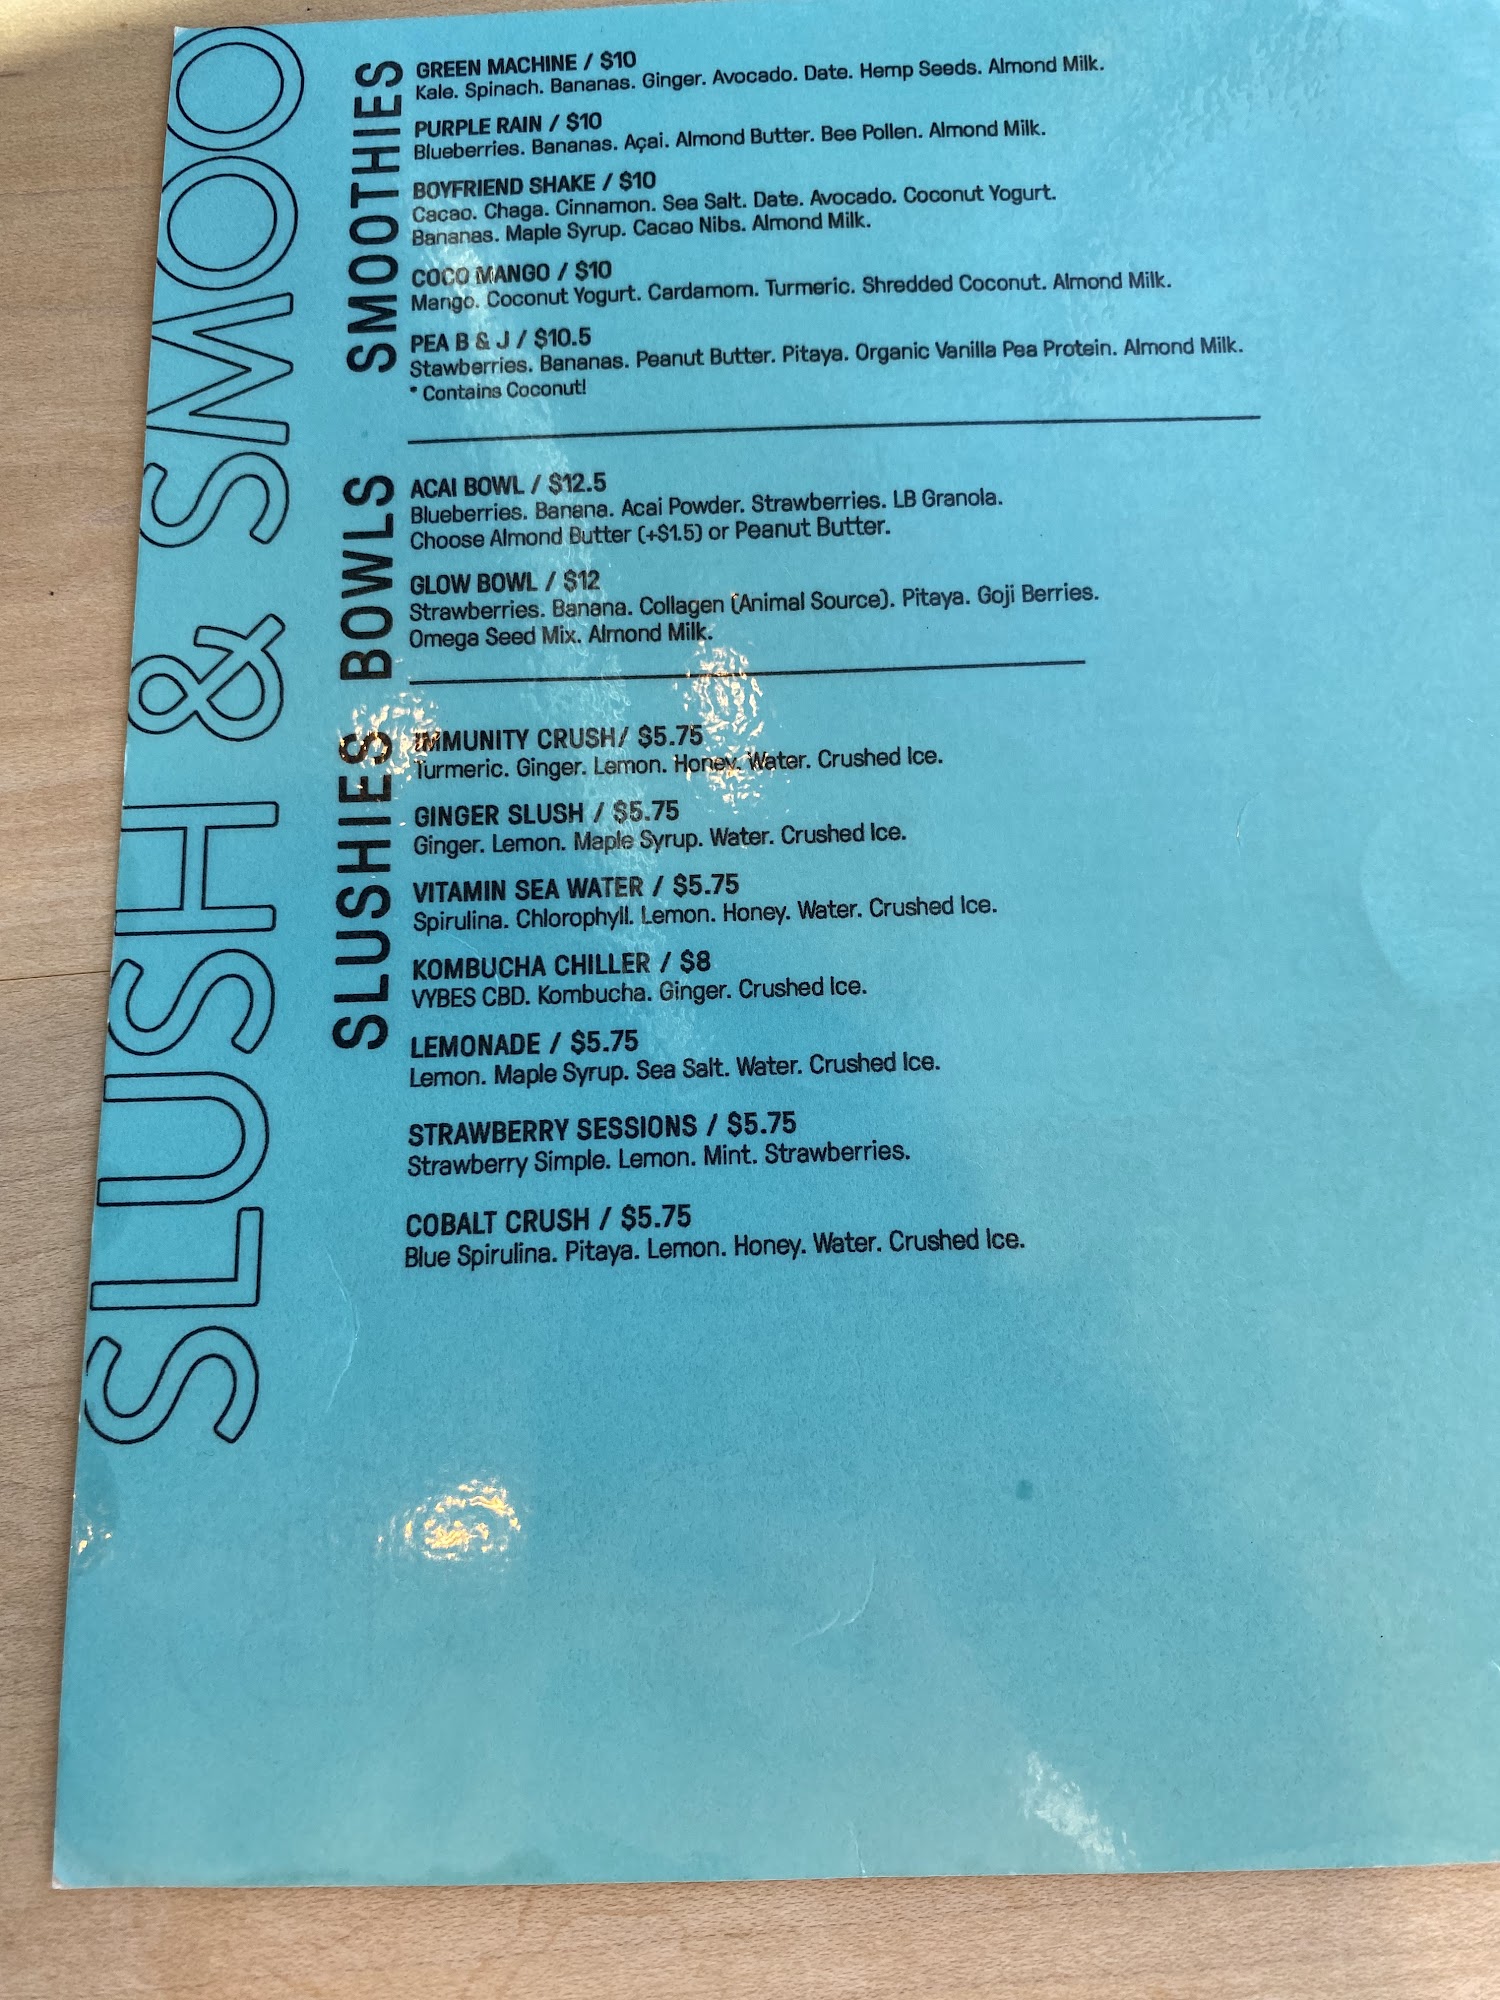 SLUSH & SMOO
SMOOTHIES
GREEN MACHINE / $10
Kale. Spinach. Bananas. Ginger. Avocado. Date. Hemp Seeds. Almond Milk.
PURPLE RAIN / $10
Blueberries. Bananas. Açai. Almond Butter. Bee Pollen. Almond Milk.
BOYFRIEND SHAKE / $10
Cacao. Chaga. Cinnamon. Sea Salt. Date. Avocado. Coconut Yogurt.
Bananas. Maple Syrup. Cacao Nibs. Almond Milk.
COCO MANGO / $10
Mango. Coconut Yogurt. Cardamom. Turmeric. Shredded Coconut. Almond Milk.
PEA B & J / $10.5
Stawberries. Bananas. Peanut Butter. Pitaya. Organic Vanilla Pea Protein. Almond Milk.
* Contains Coconut!
BOWLS
ACAI BOWL / $12.5
Blueberries. Banana. Acai Powder. Strawberries. LB Granola.
Choose Almond Butter (+$1.5) or Peanut Butter.
GLOW BOWL / $12
Strawberries. Banana. Collagen (Animal Source). Pitaya. Goji Berries.
Omega Seed Mix. Almond Milk.
SLUSHIES
IMMUNITY CRUSH/ $5.75
Turmeric. Ginger. Lemon. Honey. Water. Crushed Ice.
GINGER SLUSH / $5.75
Ginger. Lemon. Maple Syrup. Water. Crushed Ice.
VITAMIN SEA WATER / $5.75
Spirulina. Chlorophyll. Lemon. Honey. Water. Crushed Ice.
KOMBUCHA CHILLER / $8
VYBES CBD. Kombucha. Ginger. Crushed Ice.
LEMONADE / $5.75
Lemon. Maple Syrup. Sea Salt. Water. Crushed Ice.
STRAWBERRY SESSIONS / $5.75
Strawberry Simple. Lemon. Mint. Strawberries.
COBALT CRUSH / $5.75
Blue Spirulina. Pitaya. Lemon. Honey. Water. Crushed Ice.